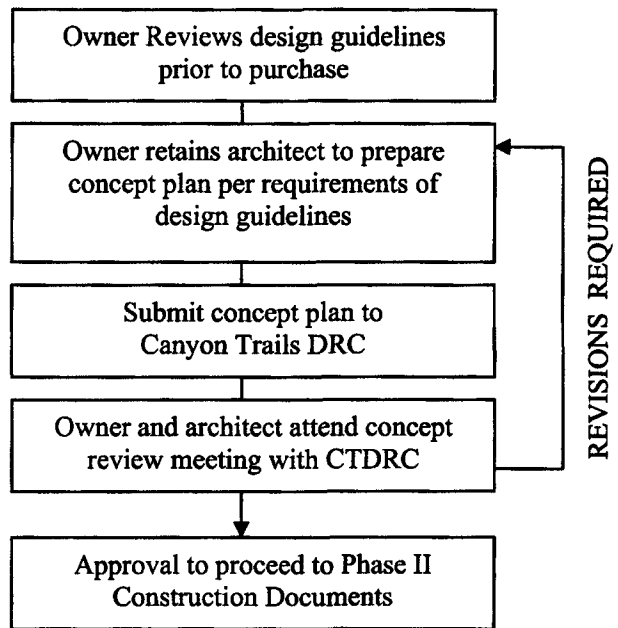 Owner Reviews design guidelines
prior to purchase
Owner retains architect to prepare
concept plan per requirements of
design guidelines
Submit concept plan to
Canyon Trails DRC
Owner and architect attend concept
review meeting with CTDRC
Approval to proceed to Phase II
Construction Documents
REVISIONS REQUIRED